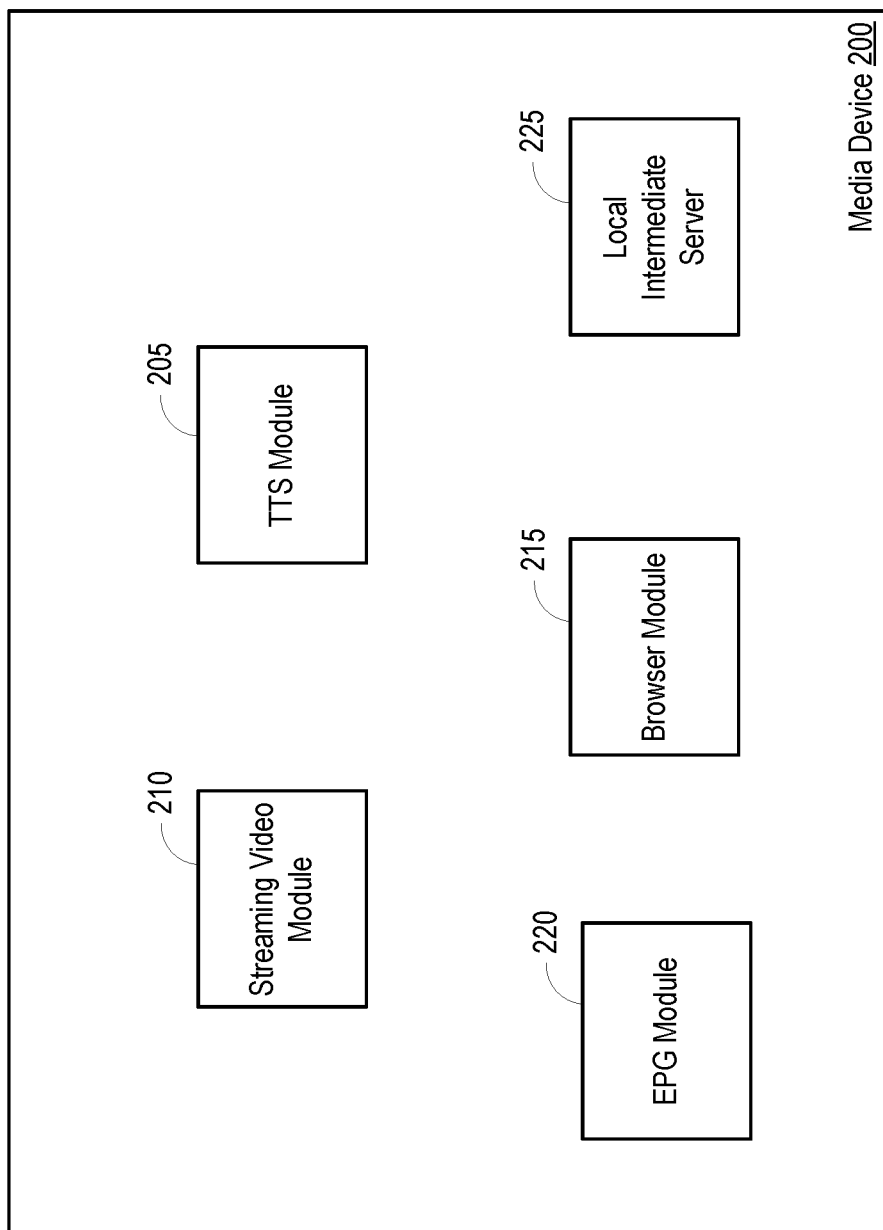 210
Streaming Video
Module
205
TTS Module
220
EPG Module
215
Browser Module
225
Local
Intermediate
Server
Media Device 200